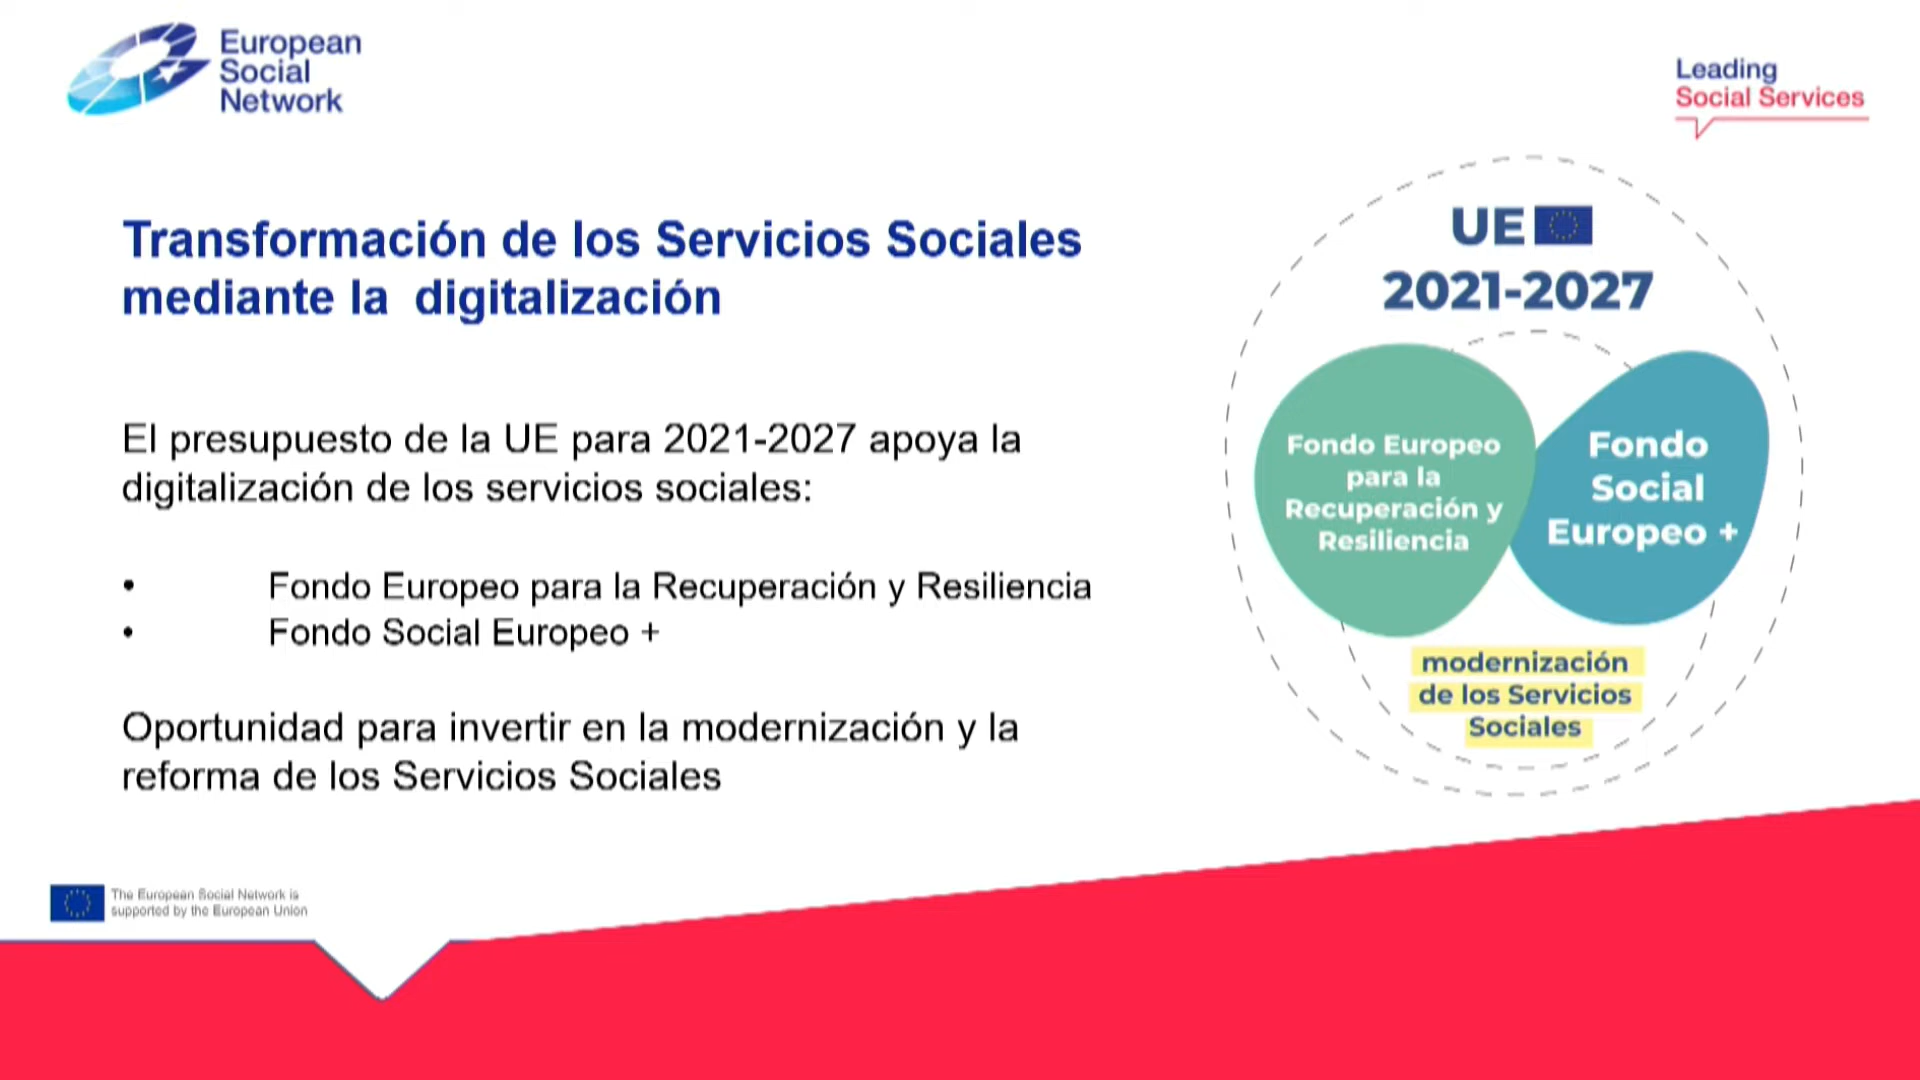 European
Social
Network
Leading
Social Services
Transformación de los Servicios Sociales
mediante la digitalización
El presupuesto de la UE para 2021-2027 apoya la
digitalización de los servicios sociales:
• Fondo Europeo para la Recuperación y Resiliencia
• Fondo Social Europeo +
Oportunidad para invertir en la modernización y la
reforma de los Servicios Sociales
UE
2021-2027
Fondo Europeo
para la
Recuperación y
Resiliencia
Fondo
Social
Europeo +
modernización
de los Servicios
Sociales
The European Social Network is
supported by the European Union